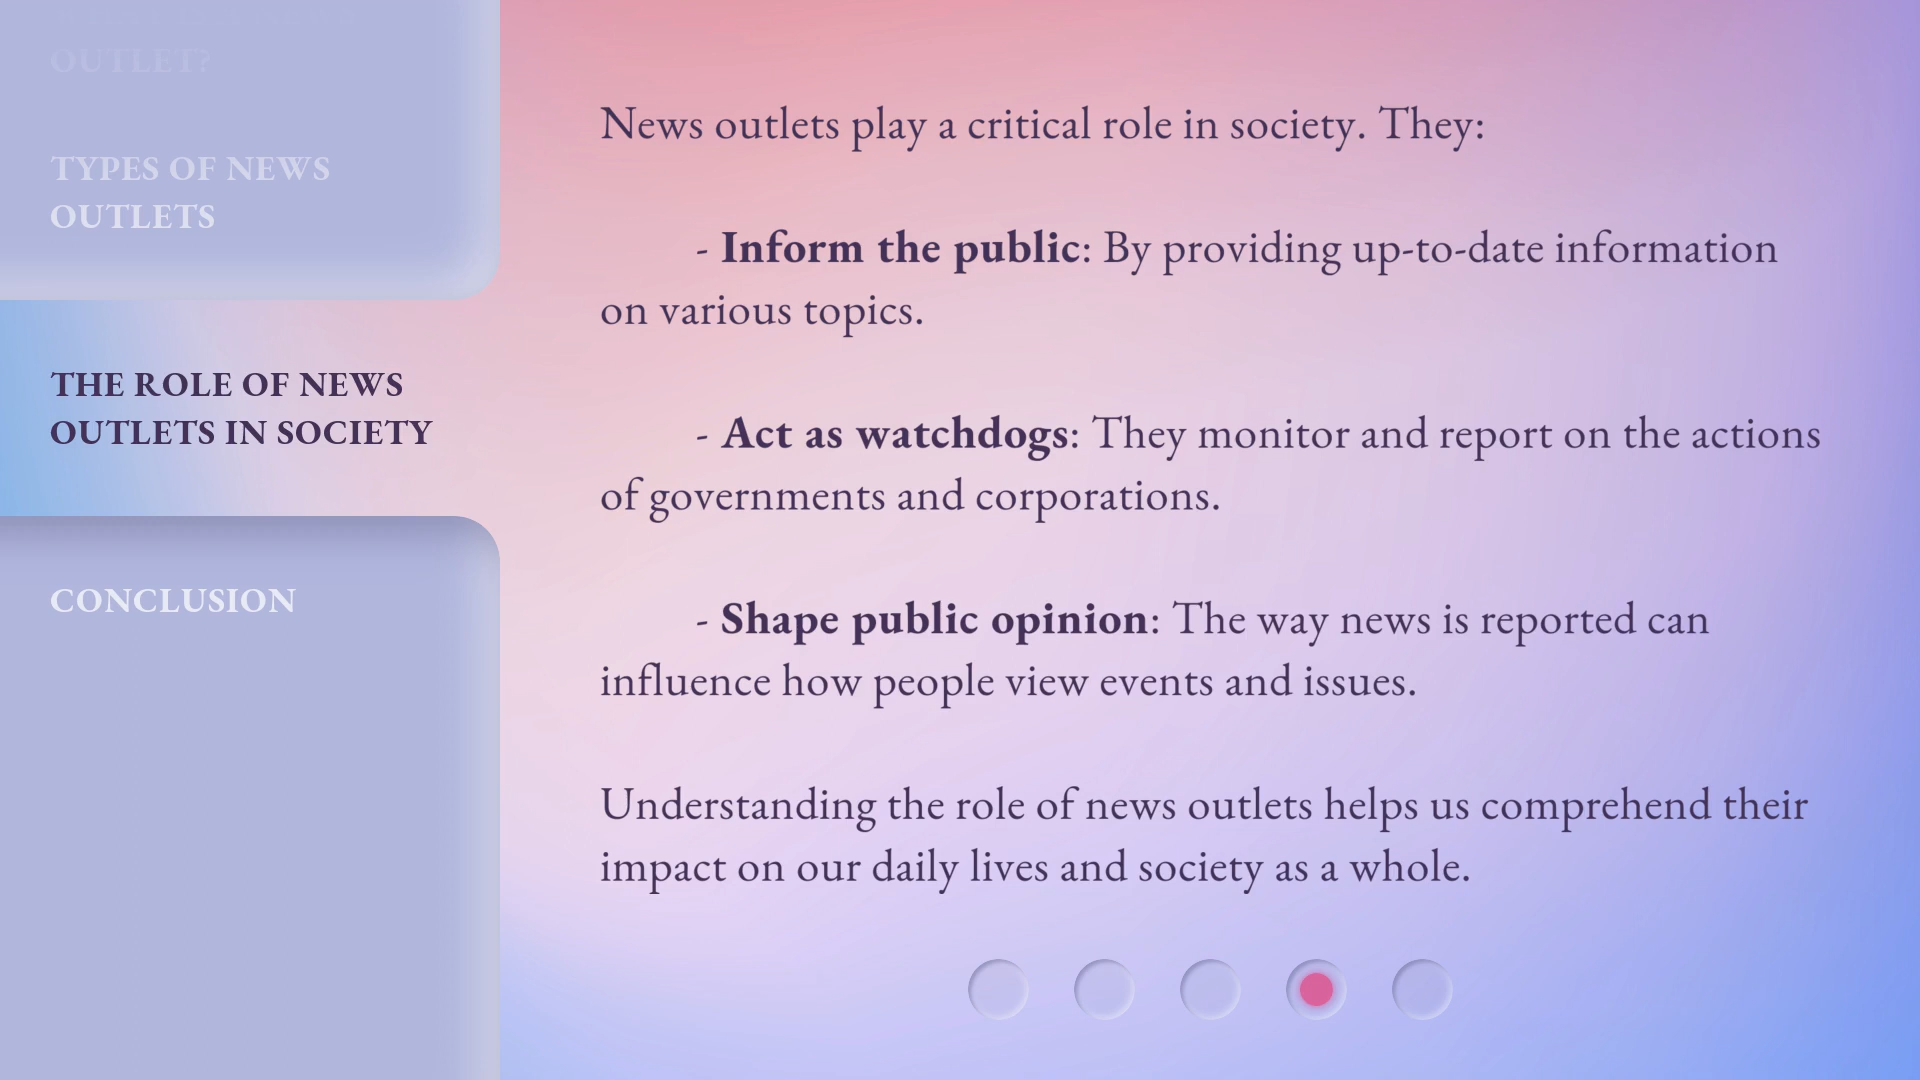 OUTLET?
TYPES OF NEWS
OUTLETS
THE ROLE OF NEWS
OUTLETS IN SOCIETY
CONCLUSION
News outlets play a critical role in society. They:
- Inform the public: By providing up-to-date information
on various topics.
- Act as watchdogs: They monitor and report on the actions
of governments and corporations.
- Shape public opinion: The way news is reported can
influence how people view events and issues.
Understanding the role of news outlets helps us comprehend their
impact on our daily lives and society as a whole.